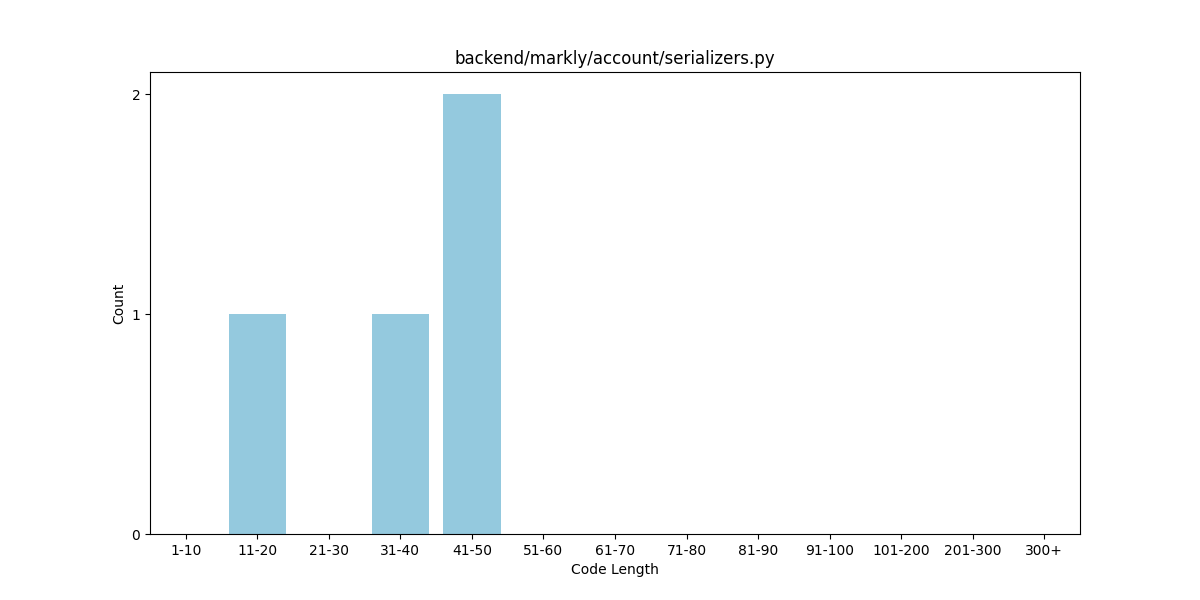 backend/markly/account/serializers.py
2
1
0
Count
1-10 11-20 21-30 31-40 41-50 51-60 61-70 71-80 81-90 91-100 101-200 201-300 300+
Code Length